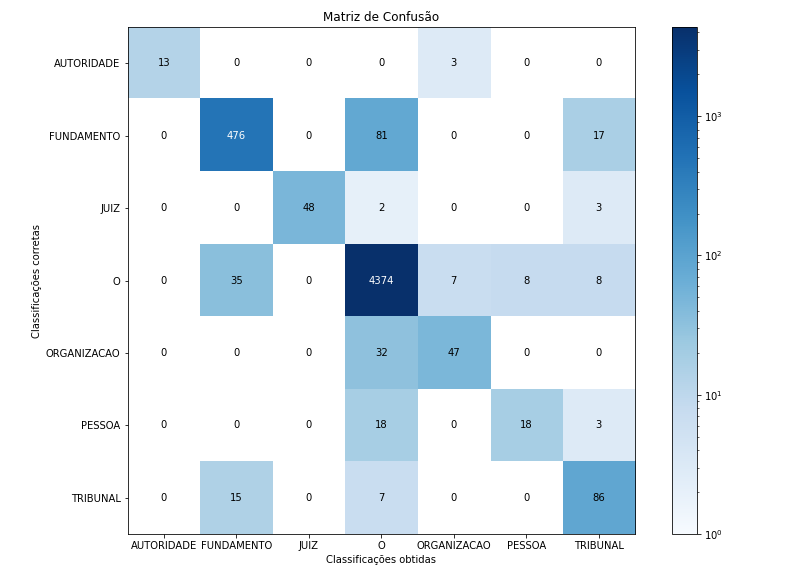 Matriz de Confusão
AUTORIDADE 13 0 0 0 3 0 0
FUNDAMENTO 0 476 0 81 0 0 17
JUIZ 0 0 48 2 0 0 3
O 0 35 0 4374 7 8 8
ORGANIZACAO 0 0 0 32 47 0 0
PESSOA 0 0 0 18 0 18 3
TRIBUNAL 0 15 0 7 0 0 86
AUTORIDADE FUNDAMENTO JUIZ O ORGANIZACAO PESSOA TRIBUNAL
Classificações obtidas
Classificações corretas
10³
10²
10¹
10⁰